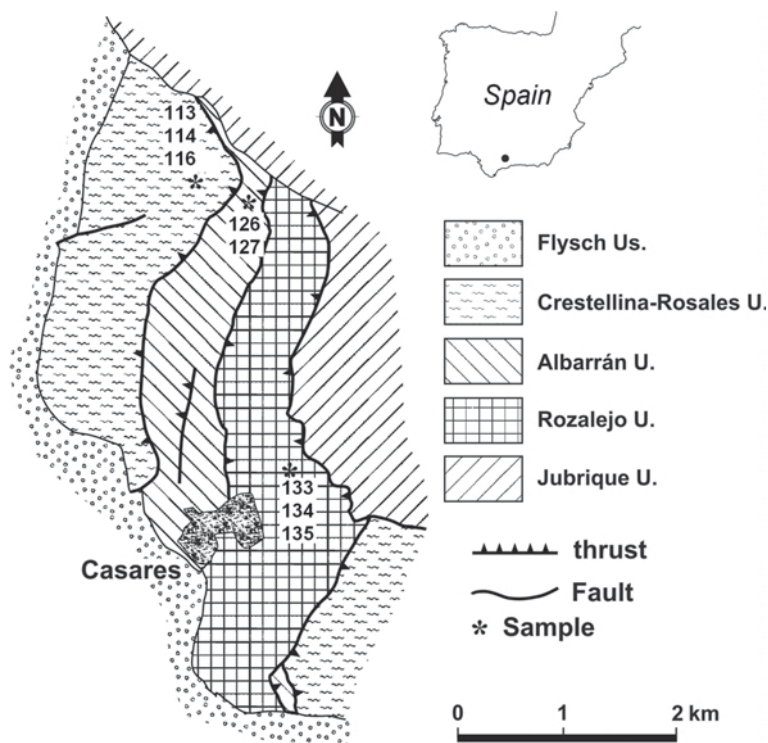 113
114
116
N
Spain
126
127
Flysch Us.
Crestellina-Rosales U.
Albarrán U.
Rozalejo U.
Jubrique U.
133
134
135
Casares
thrust
Fault
* Sample
0 1 2 km